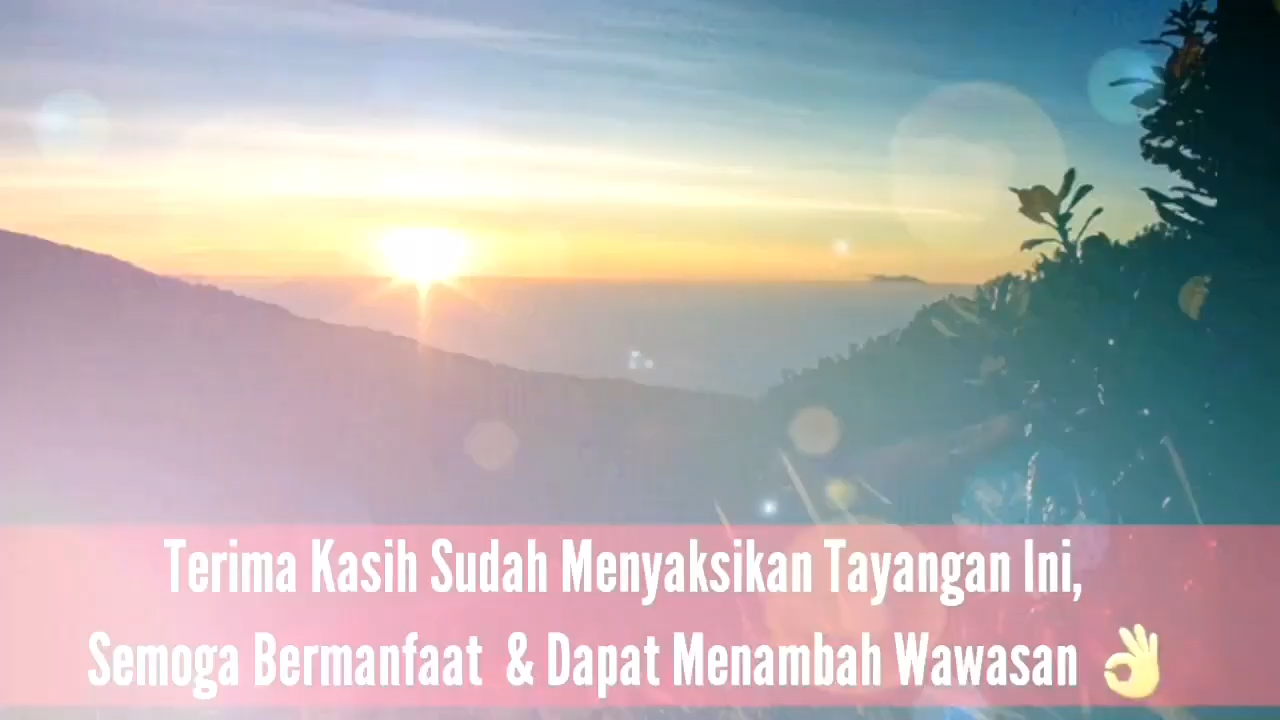 Terima Kasih Sudah Menyaksikan Tayangan Ini,
Semoga Bermanfaat & Dapat Menambah Wawasan 👌